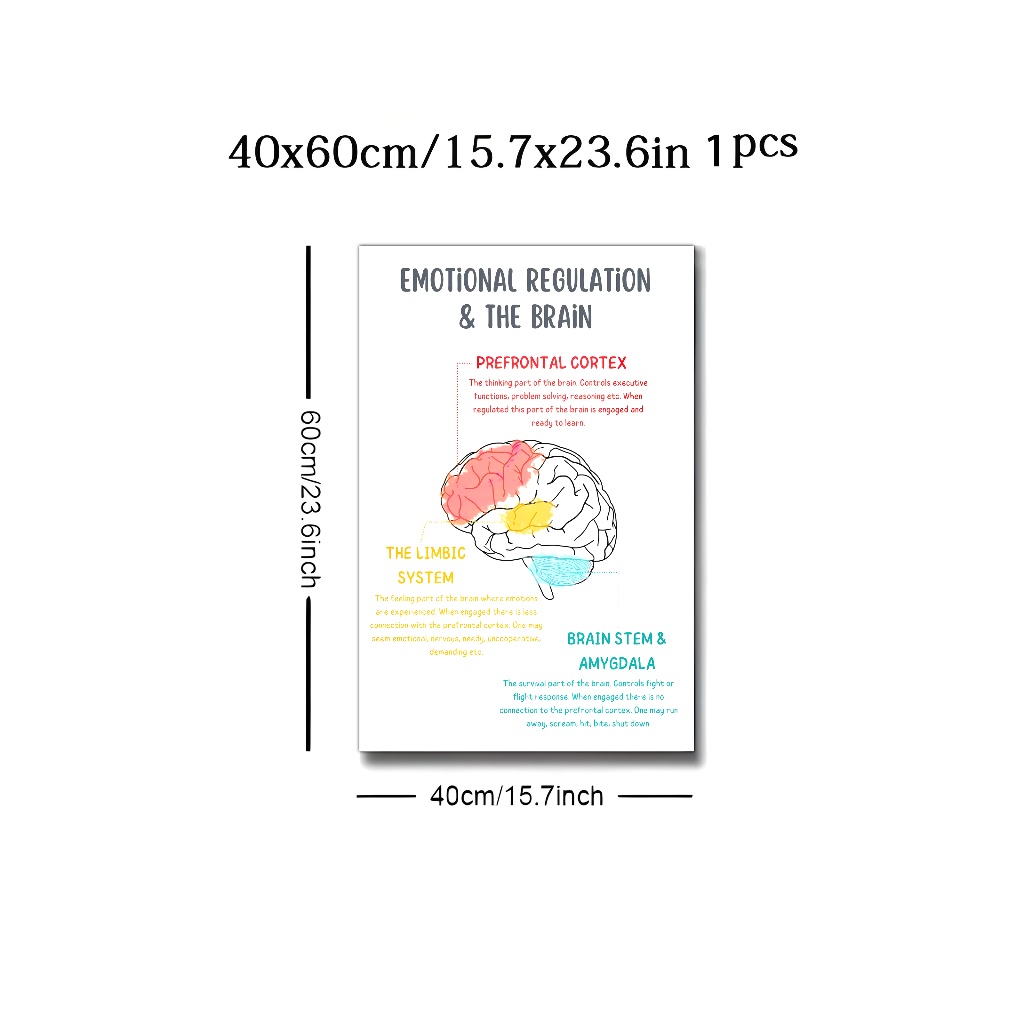 40x60cm/15.7x23.6in 1pcs
EMOTIONAL REGULATION
& THE BRAIN
PREFRONTAL CORTEX
The thinking part of the brain. Controls executive
functions, problem solving, reasoning etc. When
regulated this part of the brain is engaged and
ready to learn.
60cm/23.6inch
THE LIMBIC
SYSTEM
The feeling part of the brain where emotions
are experienced. When engaged there is less
connection with the prefrontal cortex. One may
seem emotional, nervous, needy, uncooperative,
demanding etc.
BRAIN STEM &
AMYGDALA
The survival part of the brain. Controls fight or
flight response. When engaged there is no
connection to the prefrontal cortex. One may run
away, scream, hit, bite, shut down
40cm/15.7inch